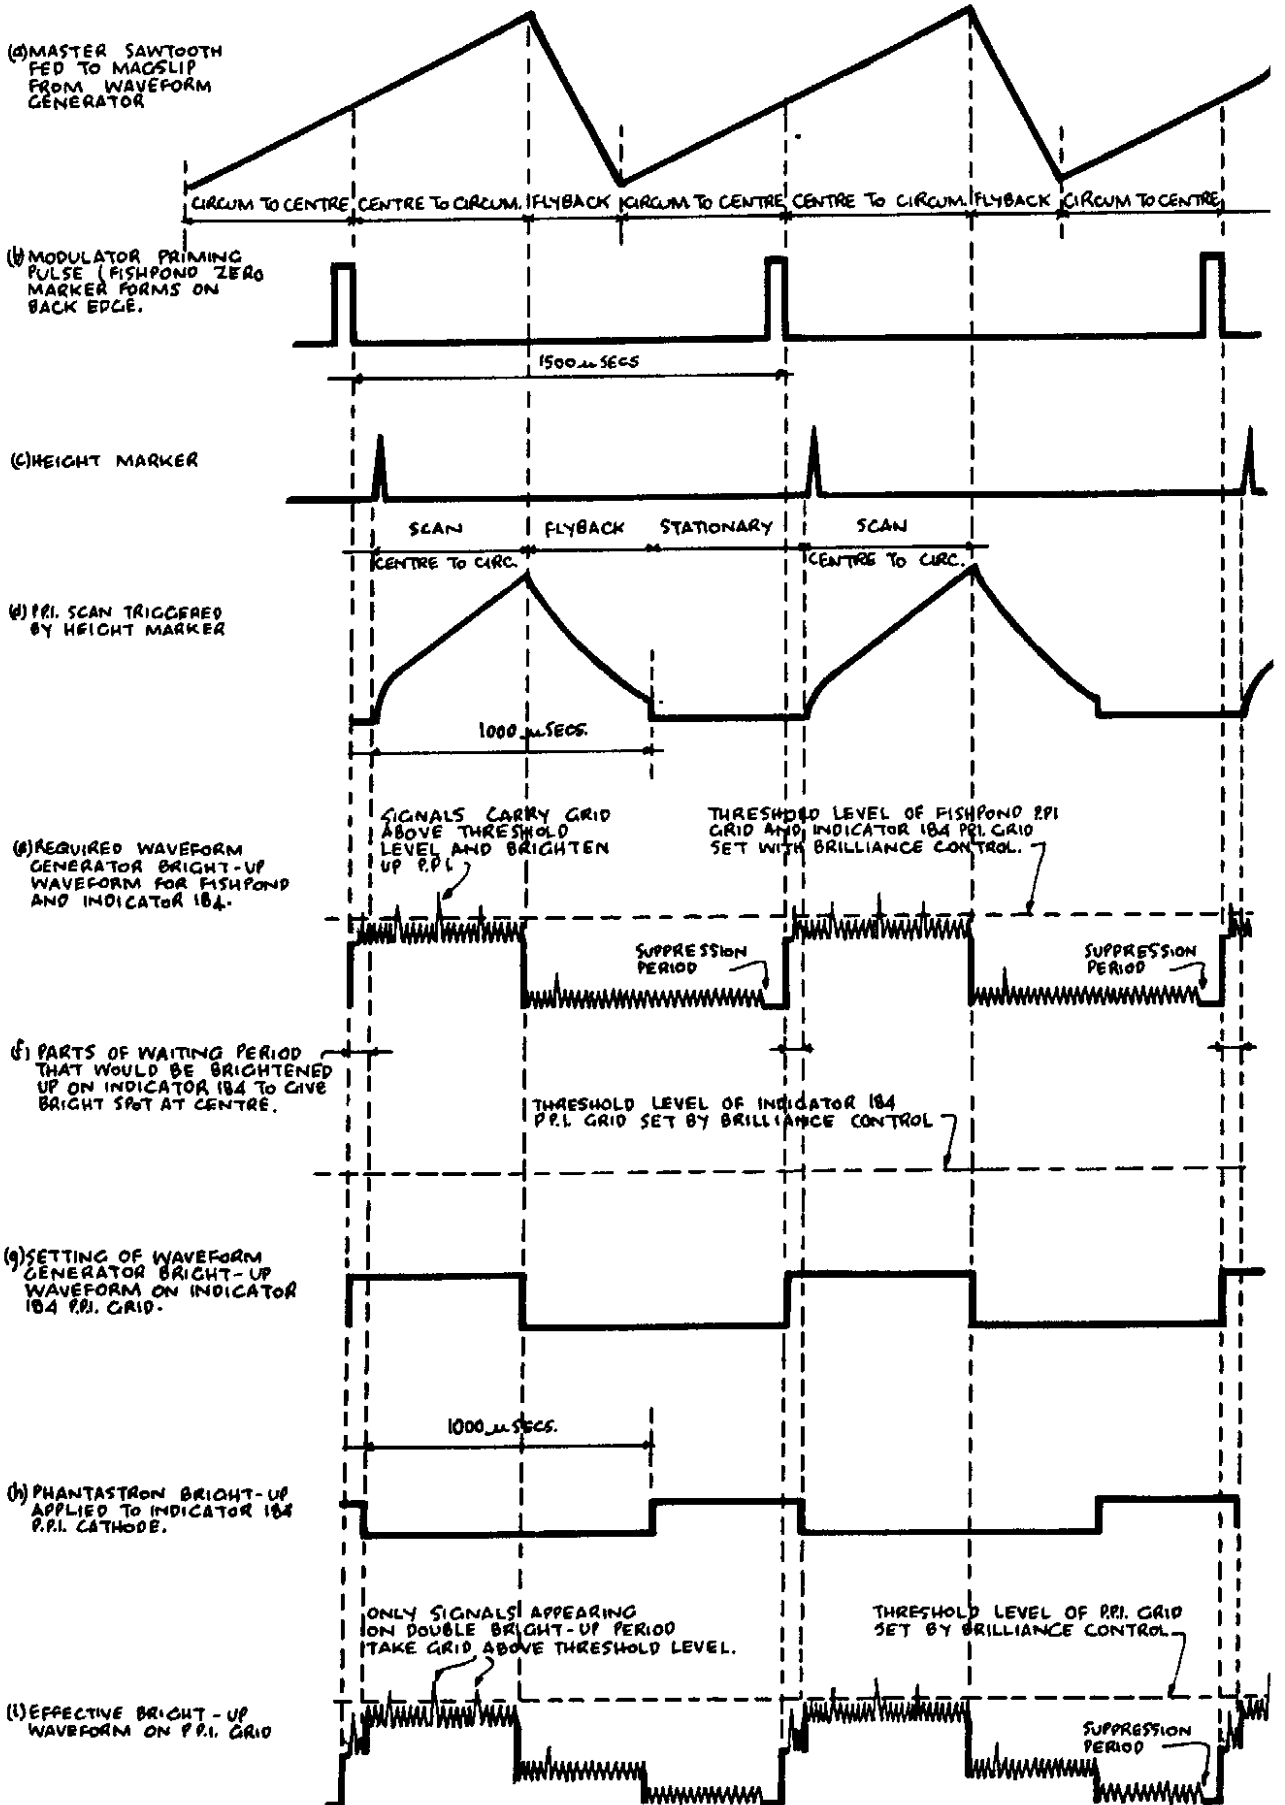 (a) MASTER SAWTOOTH
FED TO MAGSLIP
FROM WAVEFORM
GENERATOR
CIRCUM TO CENTRE CENTRE TO CIRCUM. FLYBACK CIRCUM TO CENTRE CENTRE TO CIRCUM. FLYBACK CIRCUM TO CENTRE
(b) MODULATOR PRIMING
PULSE (FISHPOND ZERO
MARKER FORMS ON
BACK EDGE.
1500 µ SECS
(c) HEIGHT MARKER
SCAN FLYBACK STATIONARY SCAN
CENTRE TO CIRC. CENTRE TO CIRC.
(d) P.P.I. SCAN TRIGGERED
BY HEIGHT MARKER
1000 µ SECS.
SIGNALS CARRY GRID
ABOVE THRESHOLD
LEVEL AND BRIGHTEN
UP P.P.I.
THRESHOLD LEVEL OF FISHPOND P.P.I
GRID AND INDICATOR 184 P.P.I. GRID
SET WITH BRILLIANCE CONTROL.
(e) REQUIRED WAVEFORM
GENERATOR BRIGHT-UP
WAVEFORM FOR FISHPOND
AND INDICATOR 184.
SUPPRESSION
PERIOD
SUPPRESSION
PERIOD
(f) PARTS OF WAITING PERIOD
THAT WOULD BE BRIGHTENED
UP ON INDICATOR 184 TO GIVE
BRIGHT SPOT AT CENTRE.
THRESHOLD LEVEL OF INDICATOR 184
P.P.I. GRID SET BY BRILLIANCE CONTROL
(g) SETTING OF WAVEFORM
GENERATOR BRIGHT-UP
WAVEFORM ON INDICATOR
184 P.P.I. GRID.
1000 µ SECS.
(h) PHANTASTRON BRIGHT-UP
APPLIED TO INDICATOR 184
P.P.I. CATHODE.
ONLY SIGNALS APPEARING
ON DOUBLE BRIGHT-UP PERIOD
TAKE GRID ABOVE THRESHOLD LEVEL.
THRESHOLD LEVEL OF P.P.I. GRID
SET BY BRILLIANCE CONTROL
(i) EFFECTIVE BRIGHT-UP
WAVEFORM ON P.P.I. GRID
SUPPRESSION
PERIOD